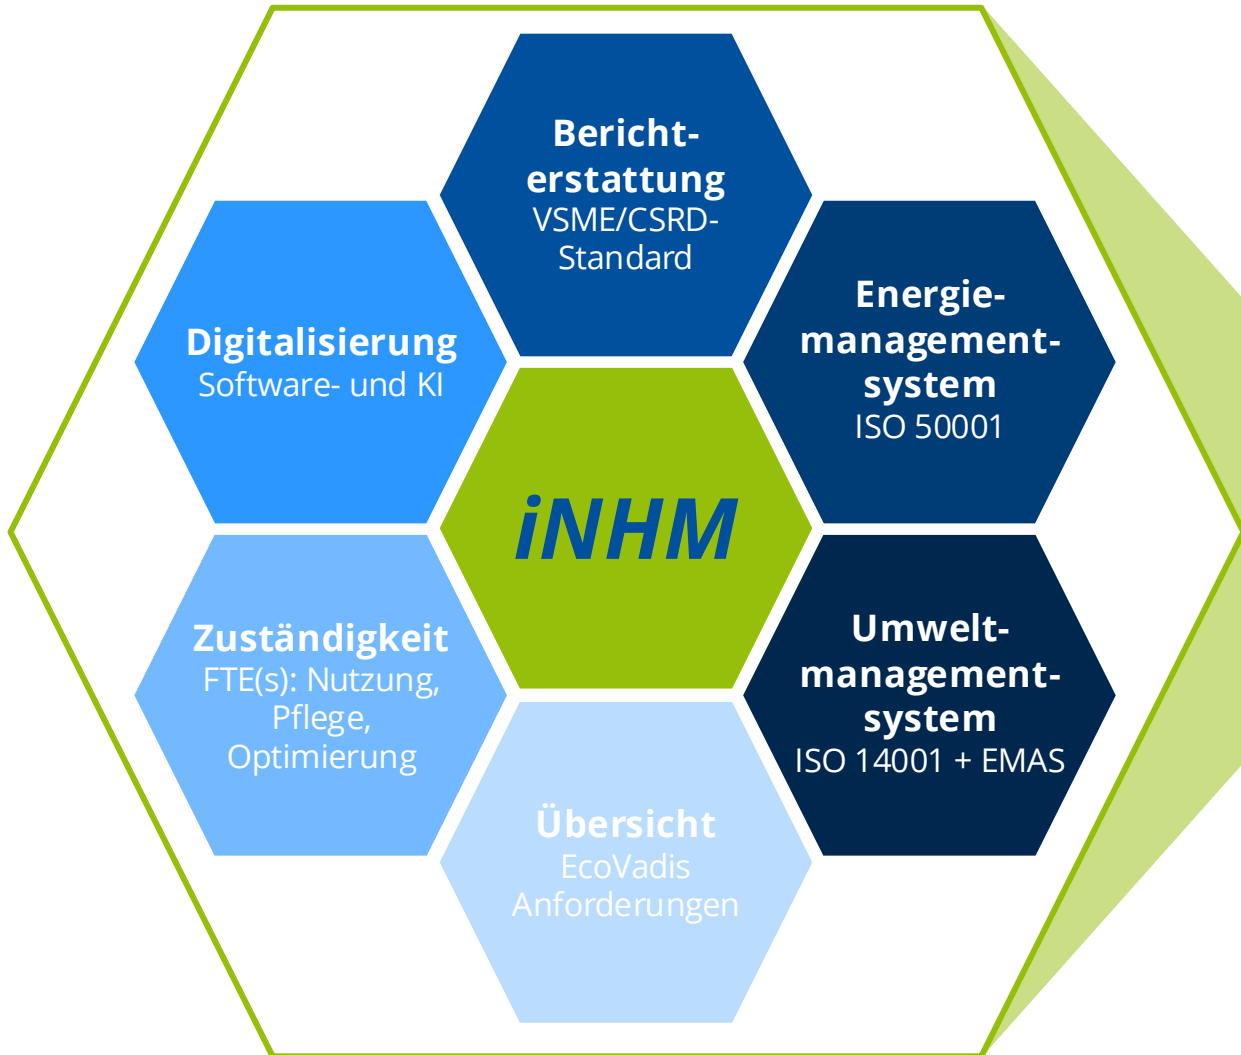 Bericht-
erstattung
VSME/CSRD-
Standard
Energie-
management-
system
ISO 50001
Digitalisierung
Software- und KI
iNHM
Umwelt-
management-
system
ISO 14001 + EMAS
Zuständigkeit
FTE(s): Nutzung,
Pflege,
Optimierung
Übersicht
EcoVadis
Anforderungen